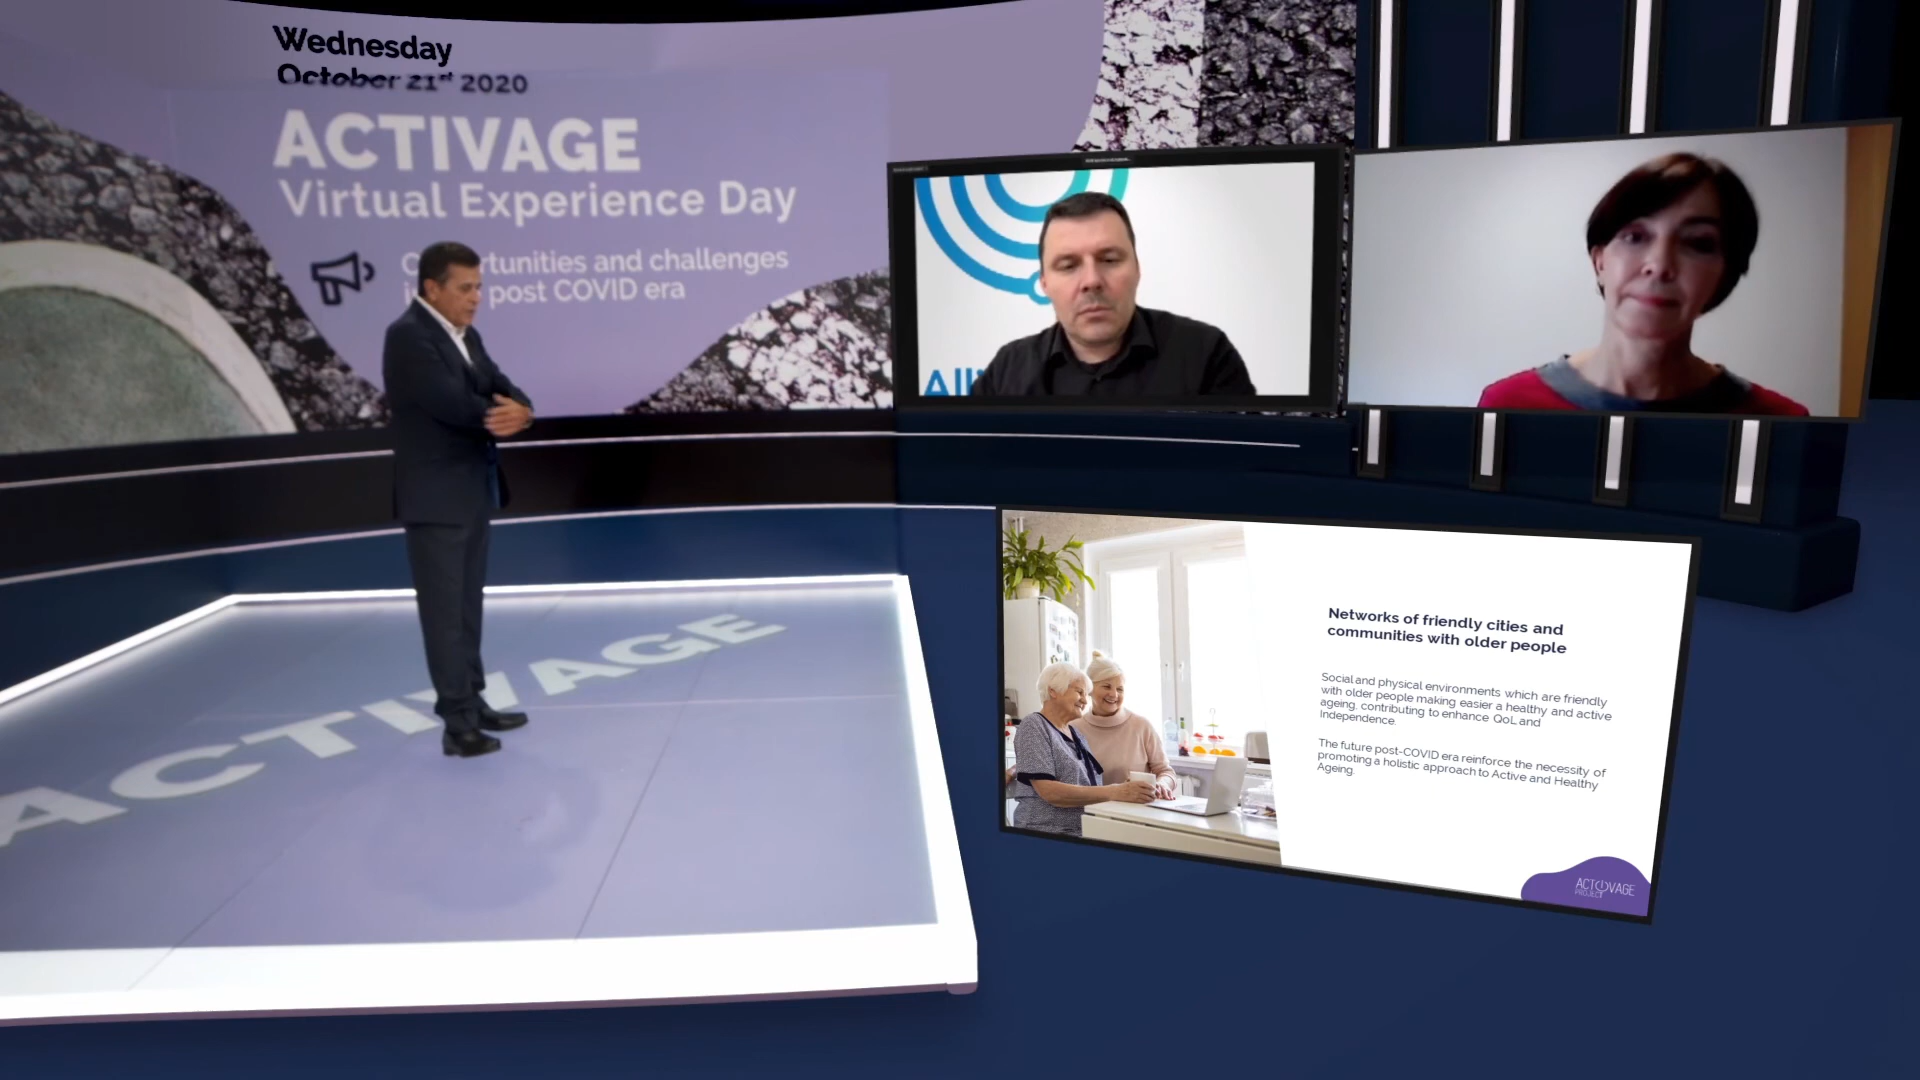 Wednesday
October 21st 2020
ACTIVAGE
Virtual Experience Day
rtunities and challenges
post COVID era
All
ACTIVAGE
Networks of friendly cities and
communities with older people
Social and physical environments which are friendly
with older people making easier a healthy and active
ageing, contributing to enhance QoL and
Independence.
The future post-COVID era reinforce the necessity of
promoting a holistic approach to Active and Healthy
Ageing.
ACTIVAGE
PROJECT